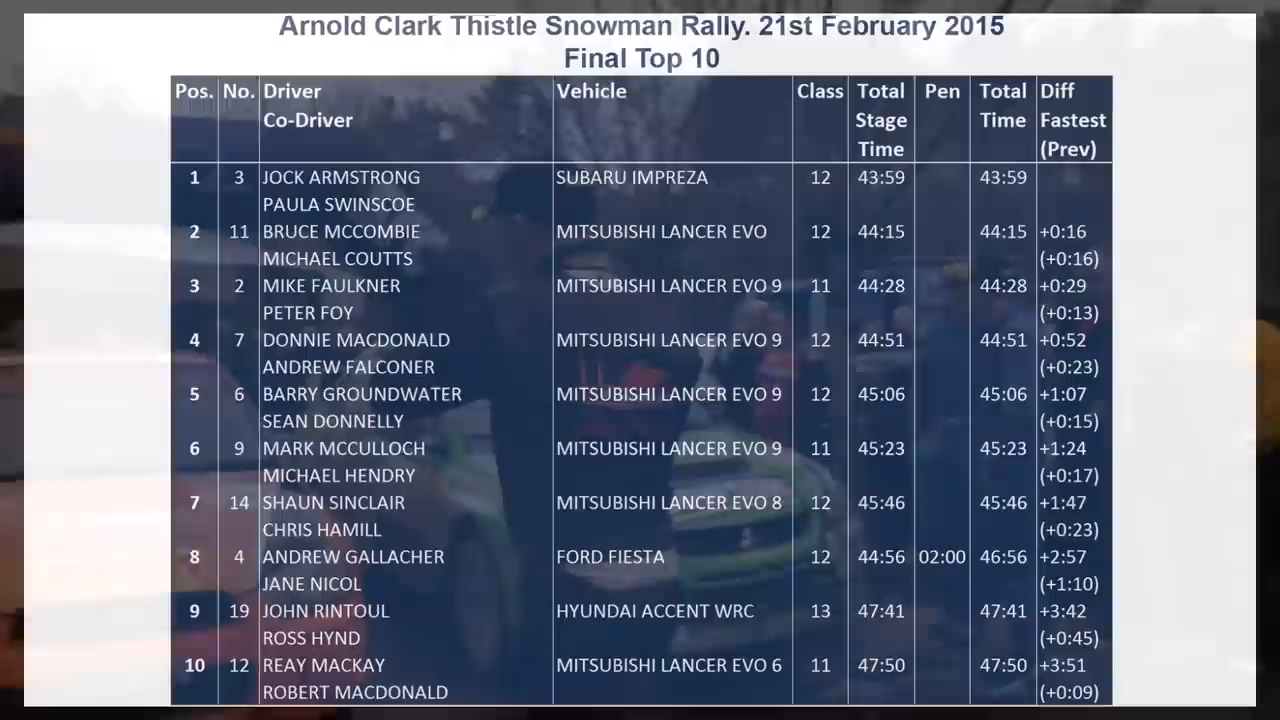 Arnold Clark Thistle Snowman Rally. 21st February 2015
Final Top 10
Pos. No. Driver Vehicle Class Total Pen Total Diff
Co-Driver Stage Time Fastest
Time (Prev)
1 3 JOCK ARMSTRONG SUBARU IMPREZA 12 43:59 43:59
PAULA SWINSCOE
2 11 BRUCE MCCOMBIE MITSUBISHI LANCER EVO 12 44:15 44:15 +0:16
MICHAEL COUTTS (+0:16)
3 2 MIKE FAULKNER MITSUBISHI LANCER EVO 9 11 44:28 44:28 +0:29
PETER FOY (+0:13)
4 7 DONNIE MACDONALD MITSUBISHI LANCER EVO 9 12 44:51 44:51 +0:52
ANDREW FALCONER (+0:23)
5 6 BARRY GROUNDWATER MITSUBISHI LANCER EVO 9 12 45:06 45:06 +1:07
SEAN DONNELLY (+0:15)
6 9 MARK MCCULLOCH MITSUBISHI LANCER EVO 9 11 45:23 45:23 +1:24
MICHAEL HENDRY (+0:17)
7 14 SHAUN SINCLAIR MITSUBISHI LANCER EVO 8 12 45:46 45:46 +1:47
CHRIS HAMILL (+0:23)
8 4 ANDREW GALLACHER FORD FIESTA 12 44:56 02:00 46:56 +2:57
JANE NICOL (+1:10)
9 19 JOHN RINTOUL HYUNDAI ACCENT WRC 13 47:41 47:41 +3:42
ROSS HYND (+0:45)
10 12 REAY MACKAY MITSUBISHI LANCER EVO 6 11 47:50 47:50 +3:51
ROBERT MACDONALD (+0:09)